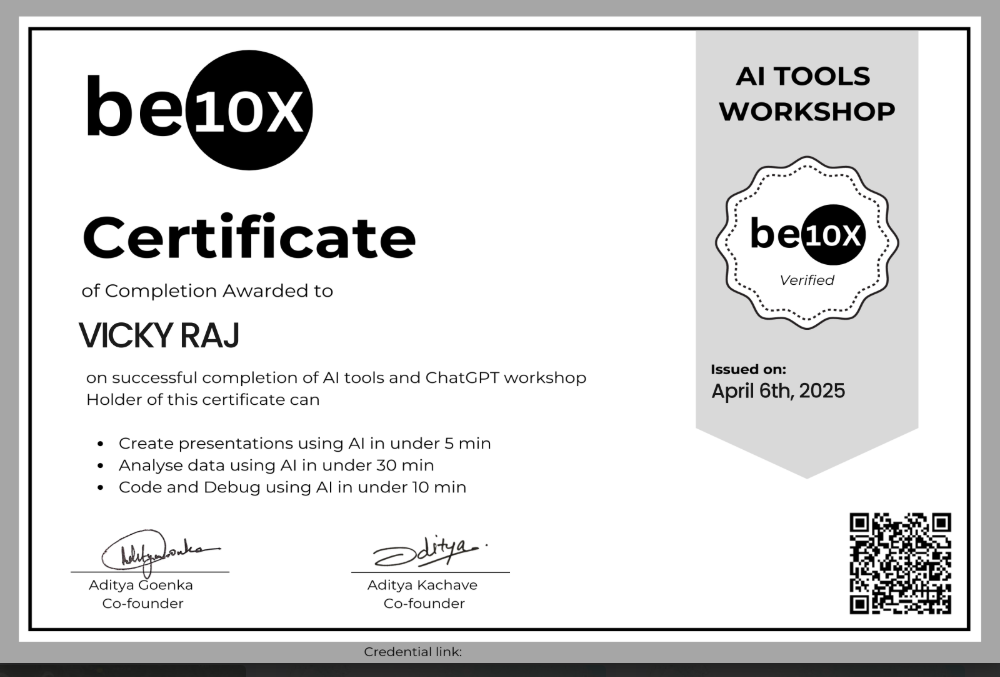 be10X
Certificate
of Completion Awarded to
VICKY RAJ
on successful completion of AI tools and ChatGPT workshop
Holder of this certificate can
• Create presentations using AI in under 5 min
• Analyse data using AI in under 30 min
• Code and Debug using AI in under 10 min
Aditya Goenka
Co-founder
Aditya.
Aditya Kachave
Co-founder
AI TOOLS
WORKSHOP
be10X
Verified
Issued on:
April 6th, 2025
Credential link: